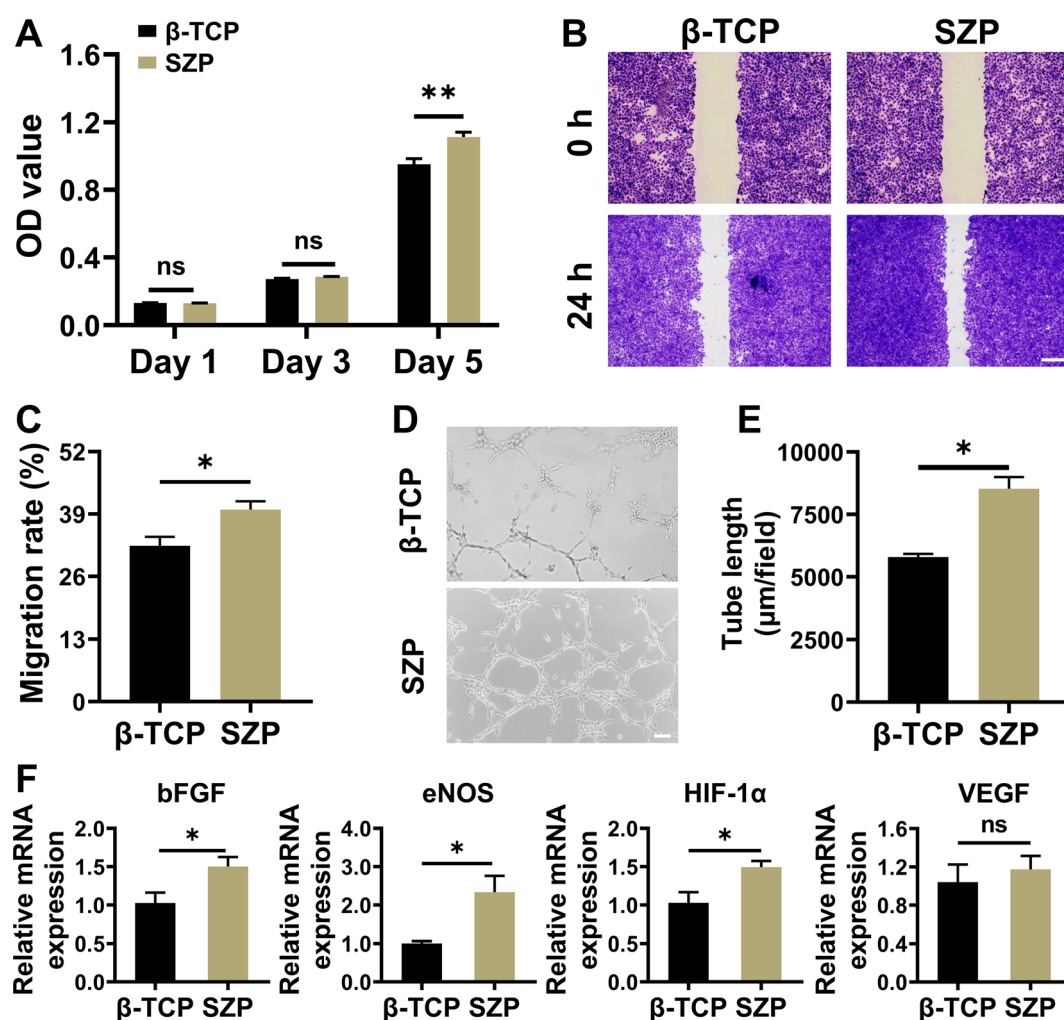 A
β-TCP
SZP
OD value
1.6
1.2
0.8
0.4
0.0
ns
ns
**
Day 1
Day 3
Day 5
B
β-TCP
SZP
0 h
24 h
C
Migration rate (%)
52
39
26
13
0
*
β-TCP
SZP
D
β-TCP
SZP
E
Tube length
(μm/field)
10000
7500
5000
2500
0
*
β-TCP
SZP
F
bFGF
Relative mRNA
expression
2.0
1.5
1.0
0.5
0.0
*
β-TCP
SZP
eNOS
Relative mRNA
expression
4.0
3.0
2.0
1.0
0.0
*
β-TCP
SZP
HIF-1α
Relative mRNA
expression
2.0
1.5
1.0
0.5
0.0
*
β-TCP
SZP
VEGF
Relative mRNA
expression
1.6
1.2
0.8
0.4
0.0
ns
β-TCP
SZP